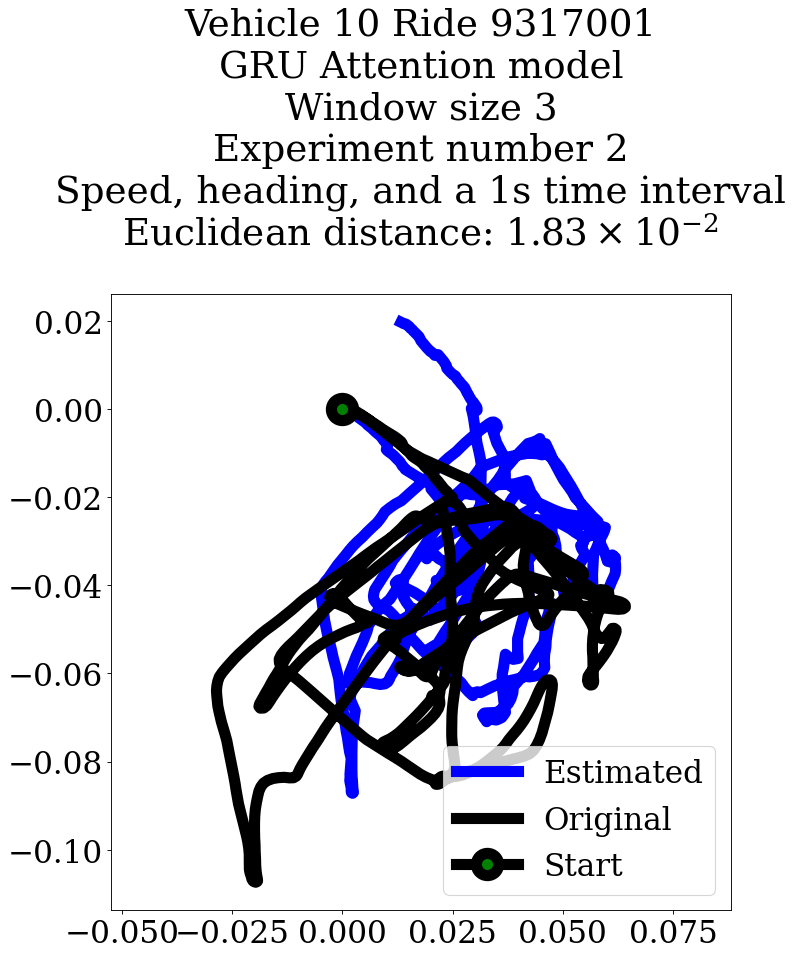 Vehicle 10 Ride 9317001
GRU Attention model
Window size 3
Experiment number 2
Speed, heading, and a 1s time interval
Euclidean distance: 1.83 × 10⁻²
0.02
0.00
−0.02
−0.04
−0.06
−0.08
−0.10
Estimated
Original
Start
−0.050 −0.025 0.000 0.025 0.050 0.075